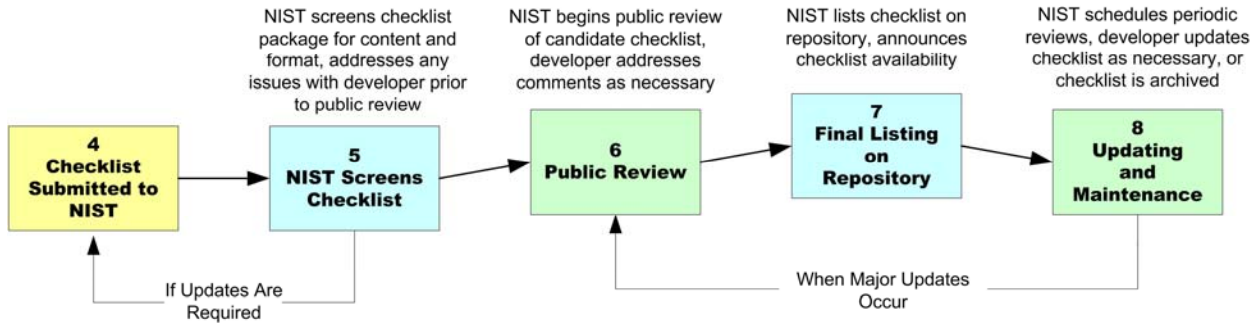 NIST screens checklist
package for content and
format, addresses any
issues with developer prior
to public review
NIST begins public review
of candidate checklist,
developer addresses
comments as necessary
NIST lists checklist on
repository, announces
checklist availability
NIST schedules periodic
reviews, developer updates
checklist as necessary, or
checklist is archived
4
Checklist
Submitted to
NIST
5
NIST Screens
Checklist
6
Public Review
7
Final Listing
on
Repository
8
Updating
and
Maintenance
If Updates Are
Required
When Major Updates
Occur